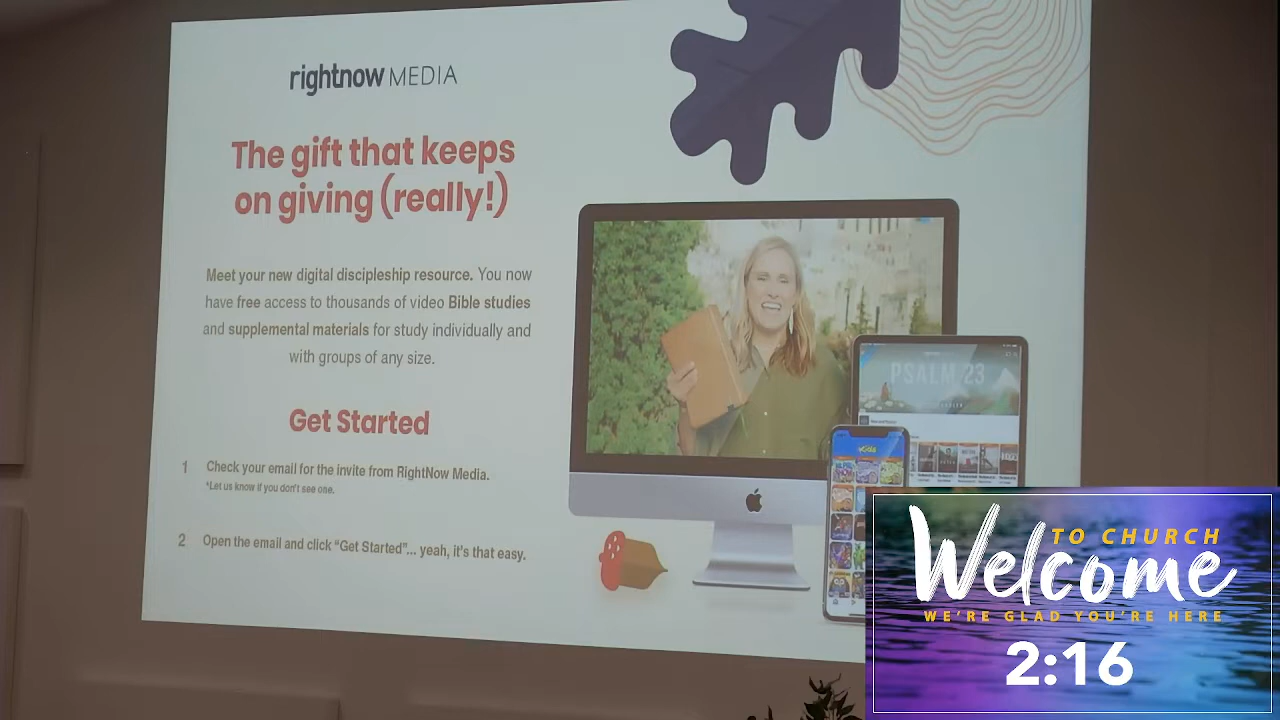 rightnow MEDIA
The gift that keeps
on giving (really!)
Meet your new digital discipleship resource. You now
have free access to thousands of video Bible studies
and supplemental materials for study individually and
with groups of any size.
Get Started
1 Check your email for the invite from RightNow Media.
*Let us know if you don't see one.
2 Open the email and click “Get Started”... yeah, it's that easy.
PSALM 23
TO CHURCH
Welcome
WE'RE GLAD YOU'RE HERE
2:16